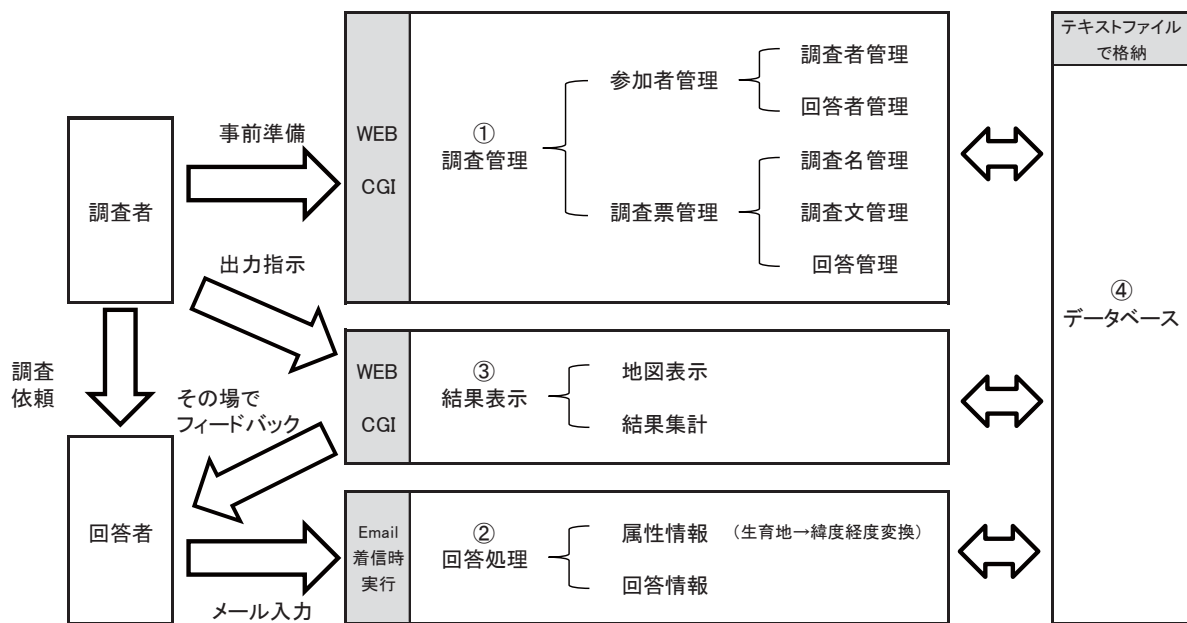 調査者
調査
依頼
回答者
事前準備
出力指示
その場で
フィードバック
メール入力
WEB
CGI
①
調査管理
参加者管理
調査者管理
回答者管理
調査票管理
調査名管理
調査文管理
回答管理
WEB
CGI
③
結果表示
地図表示
結果集計
Email
着信時
実行
②
回答処理
属性情報 (生育地→緯度経度変換)
回答情報
テキストファイル
で格納
④
データベース